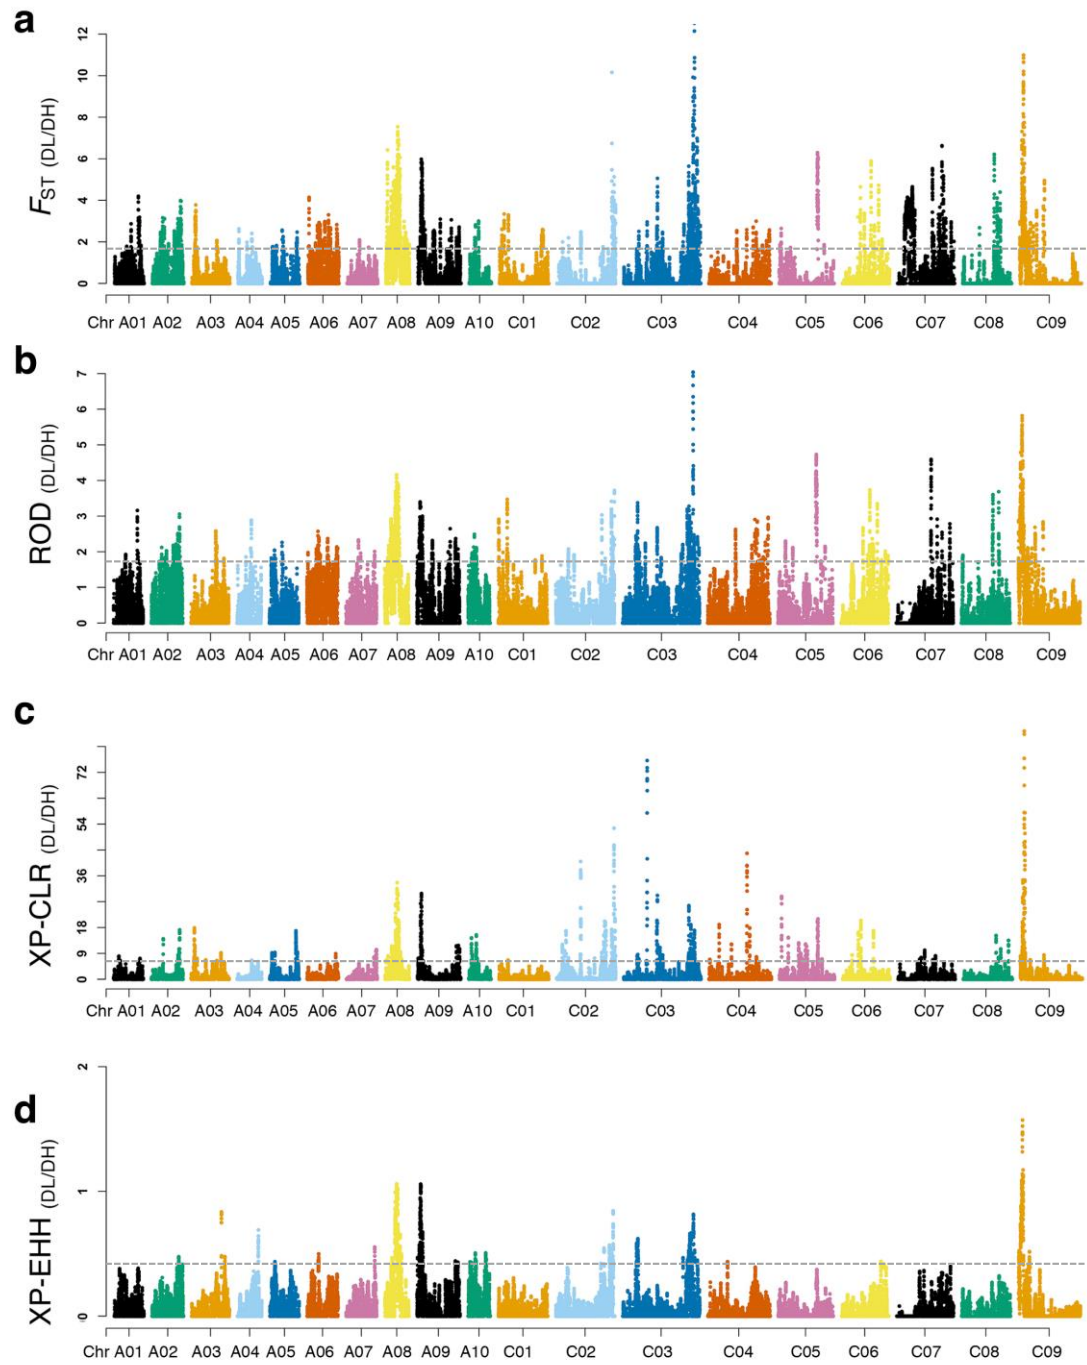 a
F_ST (DL/DH)
12
10
8
6
4
2
0
Chr A01 A02 A03 A04 A05 A06 A07 A08 A09 A10 C01 C02 C03 C04 C05 C06 C07 C08 C09
b
ROD (DL/DH)
7
6
5
4
3
2
1
0
Chr A01 A02 A03 A04 A05 A06 A07 A08 A09 A10 C01 C02 C03 C04 C05 C06 C07 C08 C09
c
XP-CLR (DL/DH)
72
54
36
18
9
0
Chr A01 A02 A03 A04 A05 A06 A07 A08 A09 A10 C01 C02 C03 C04 C05 C06 C07 C08 C09
d
XP-EHH (DL/DH)
2
1
0
Chr A01 A02 A03 A04 A05 A06 A07 A08 A09 A10 C01 C02 C03 C04 C05 C06 C07 C08 C09